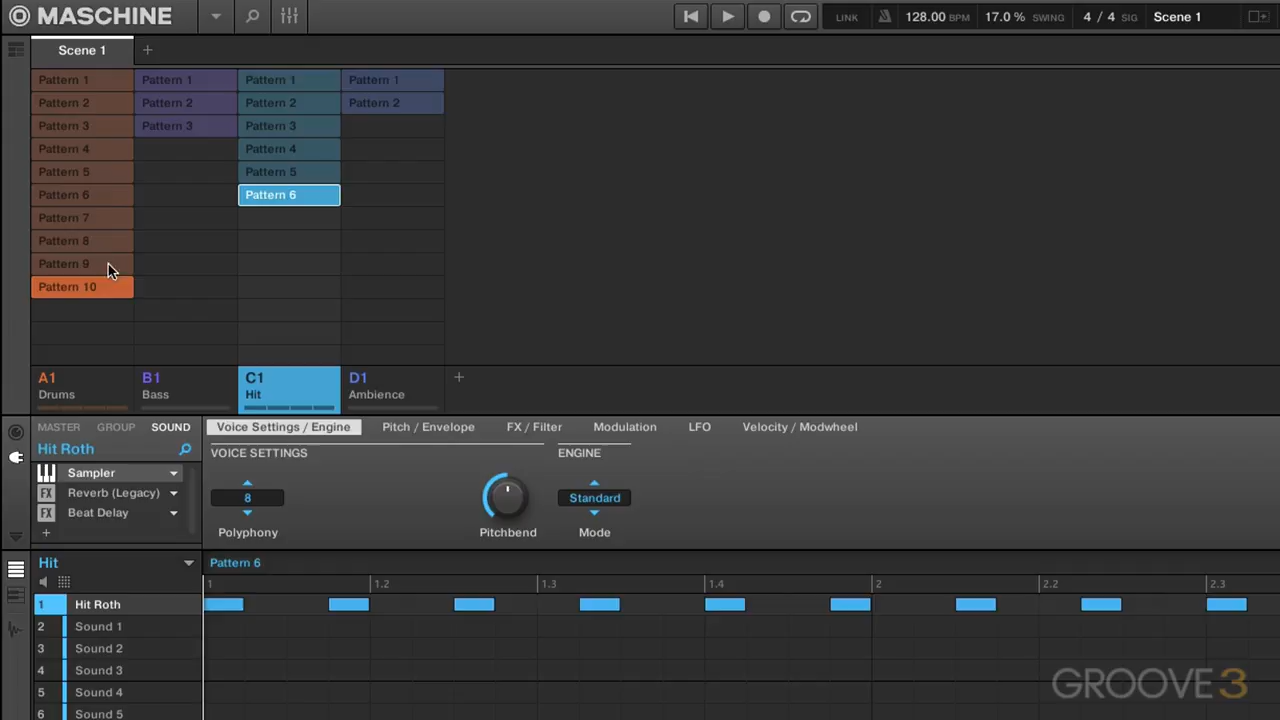 MASCHINE LINK 128.00 BPM 17.0 % SWING 4 / 4 SIG Scene 1
Scene 1 +
Pattern 1 Pattern 1 Pattern 1 Pattern 1
Pattern 2 Pattern 2 Pattern 2 Pattern 2
Pattern 3 Pattern 3 Pattern 3
Pattern 4 Pattern 4
Pattern 5 Pattern 5
Pattern 6 Pattern 6
Pattern 7
Pattern 8
Pattern 9
Pattern 10
A1 B1 C1 D1 +
Drums Bass Hit Ambience
MASTER GROUP SOUND Voice Settings / Engine Pitch / Envelope FX / Filter Modulation LFO Velocity / Modwheel
Hit Roth VOICE SETTINGS ENGINE
Sampler
FX Reverb (Legacy) 8 Standard
FX Beat Delay
+ Polyphony Pitchbend Mode
Hit Pattern 6
1 1.2 1.3 1.4 2 2.2 2.3
1 Hit Roth
2 Sound 1
3 Sound 2
4 Sound 3
5 Sound 4
6 Sound 5
GROOVE3